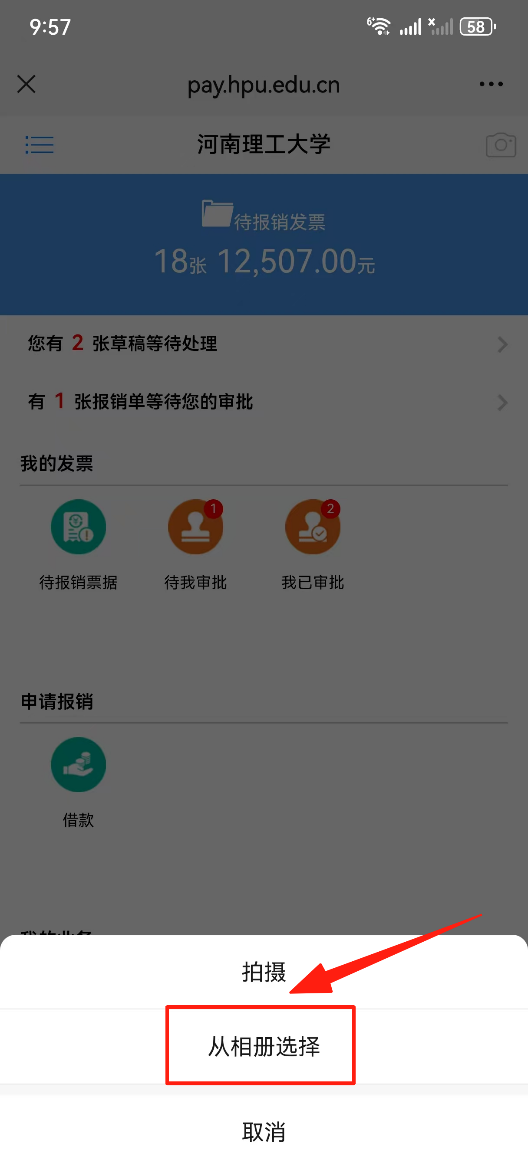 9:57
58
pay.hpu.edu.cn
河南理工大学
待报销发票
18张 12,507.00元
您有 2 张草稿等待处理
有 1 张报销单等待您的审批
我的发票
1
2
待报销票据
待我审批
我已审批
申请报销
借款
拍摄
从相册选择
取消